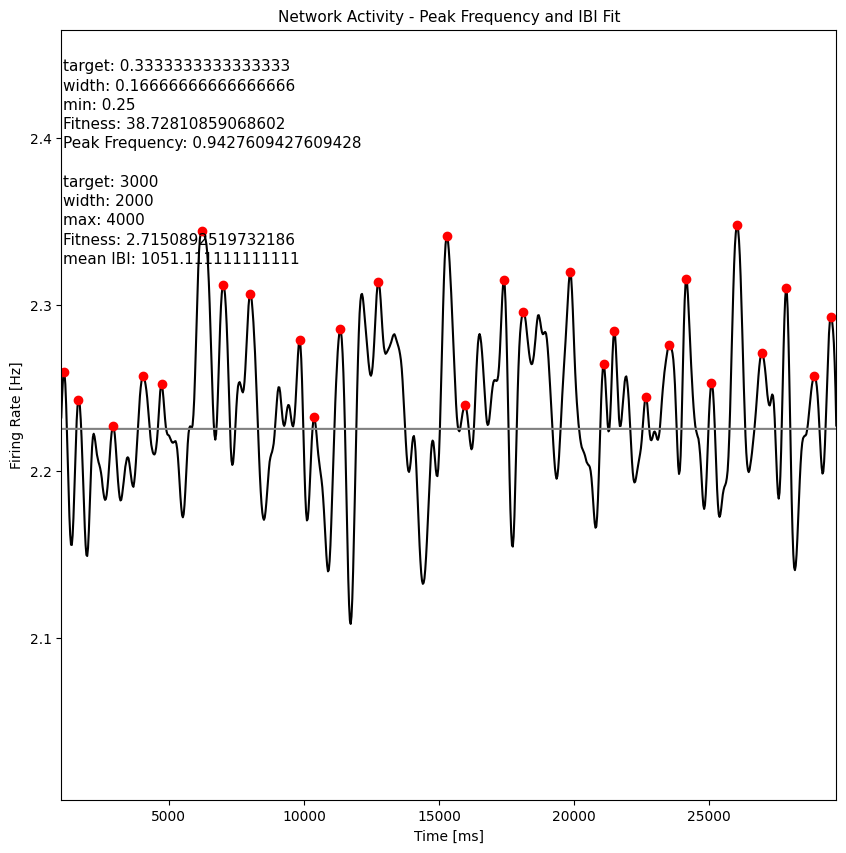 Network Activity - Peak Frequency and IBI Fit
target: 0.3333333333333333
width: 0.16666666666666666
min: 0.25
Fitness: 38.72810859068602
Peak Frequency: 0.9427609427609428
target: 3000
width: 2000
max: 4000
Fitness: 2.7150892519732186
mean IBI: 1051.111111111111
2.4
2.3
2.2
2.1
Firing Rate [Hz]
5000
10000
15000
20000
25000
Time [ms]